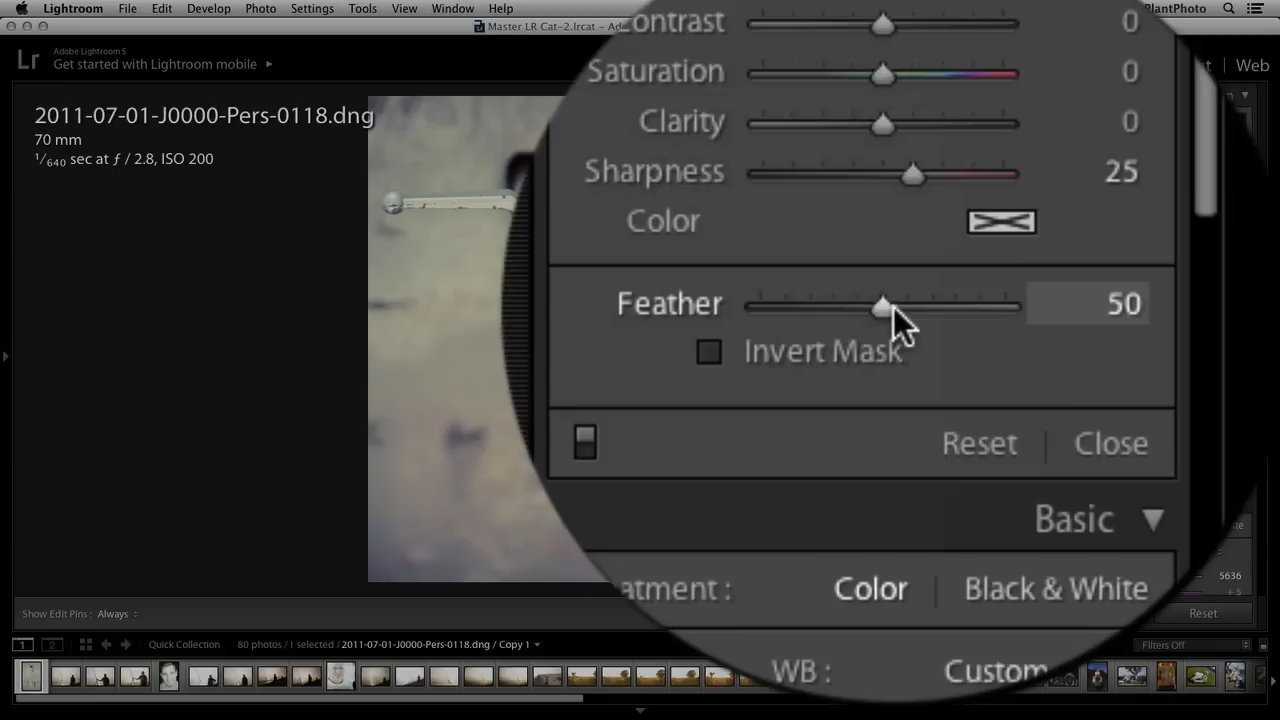 Lightroom File Edit Develop Photo Settings Tools View Window Help PlantPhoto
Master LR Cat-2.lrcat - Ad
Lr
Adobe Lightroom 5
Get started with Lightroom mobile
Web
2011-07-01-J0000-Pers-0118.dng
70 mm
1/640 sec at ƒ / 2.8, ISO 200
Contrast 0
Saturation 0
Clarity 0
Sharpness 25
Color
Feather 50
Invert Mask
Reset | Close
Basic
atment : Color | Black & White
WB : Custom
5636
+ 5
Reset
Show Edit Pins : Always
1 2 Quick Collection 80 photos / 1 selected / 2011-07-01-J0000-Pers-0118.dng / Copy 1 Filters Off